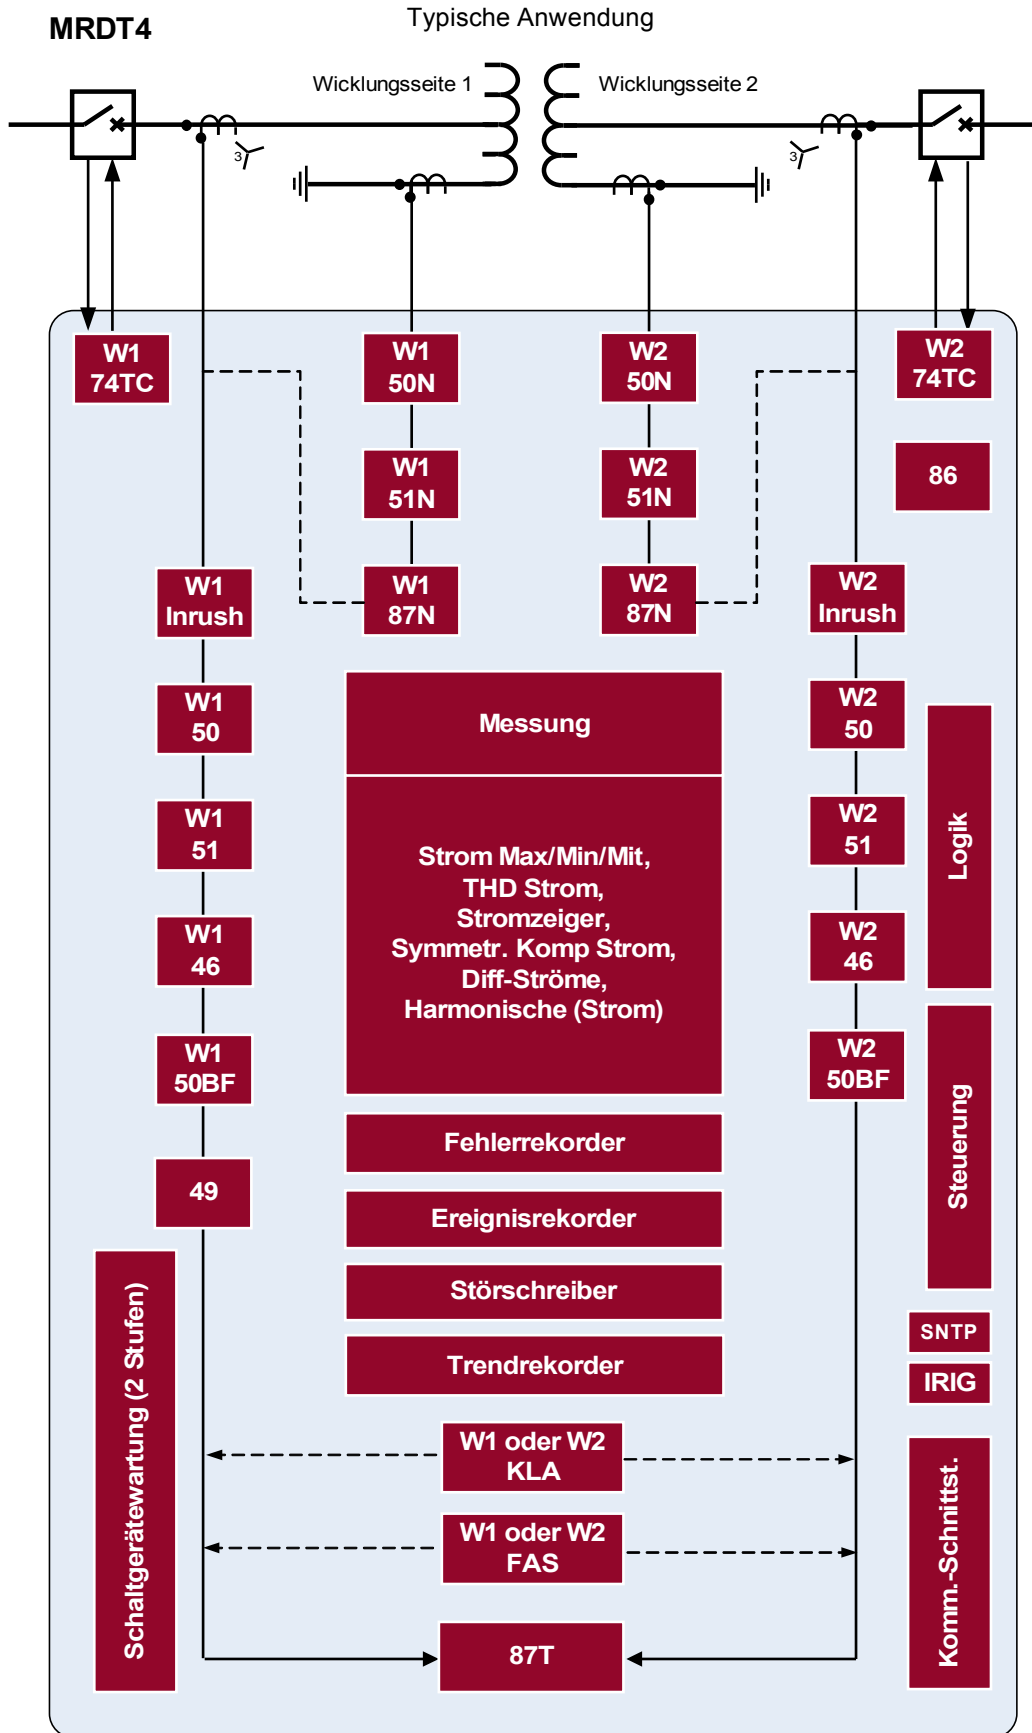 MRDT4
Typische Anwendung
Wicklungsseite 1
Wicklungsseite 2
3
3
W1
74TC
W1
50N
W2
50N
W2
74TC
W1
51N
W2
51N
86
W1
87N
W2
87N
W1
Inrush
W2
Inrush
W1
50
W2
50
Messung
W1
51
W2
51
Logik
Strom Max/Min/Mit,
THD Strom,
Stromzeiger,
Symmetr. Komp Strom,
Diff-Ströme,
Harmonische (Strom)
W1
46
W2
46
W1
50BF
W2
50BF
Steuerung
Fehlerrekorder
49
Ereignisrekorder
Störschreiber
Schaltgerätewartung (2 Stufen)
SNTP
Trendrekorder
IRIG
W1 oder W2
KLA
W1 oder W2
FAS
Komm.-Schnittst.
87T